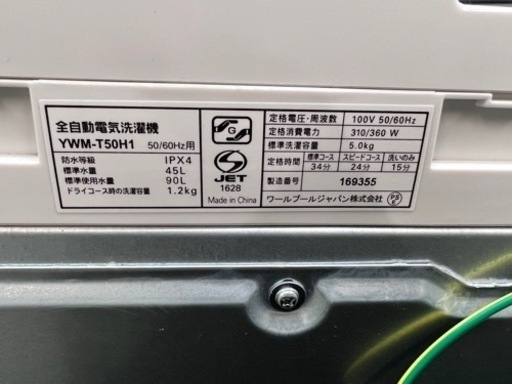 全自動電気洗濯機
YWM-T50H1 50/60Hz用
防水等級 IPX4
標準水量 45L
標準使用水量 90L
ドライコース時の洗濯容量 1.2kg
G
S
JET
1628
Made in China
定格電圧・周波数 100V 50/60Hz
定格消費電力 310/360 W
標準洗濯容量 5.0kg
定格時間 標準コース 34分 スピードコース 24分 洗いのみ 15分
製造番号 169355
ワールプールジャパン株式会社